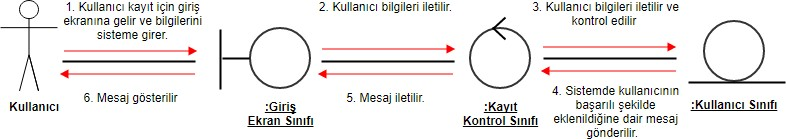 1. Kullanıcı kayıt için giriş
ekranına gelir ve bilgilerini
sisteme girer.
2. Kullanıcı bilgileri iletilir.
3. Kullanıcı bilgileri iletilir ve
kontrol edilir
Kullanıcı
6. Mesaj gösterilir
:Giriş
Ekran Sınıfı
5. Mesaj iletilir.
:Kayıt
Kontrol Sınıfı
4. Sistemde kullanıcının
başarılı şekilde
eklenildiğine dair mesaj
gönderilir.
:Kullanıcı Sınıfı